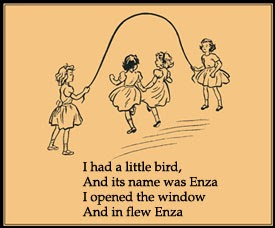 I had a little bird,
And its name was Enza
I opened the window
And in flew Enza